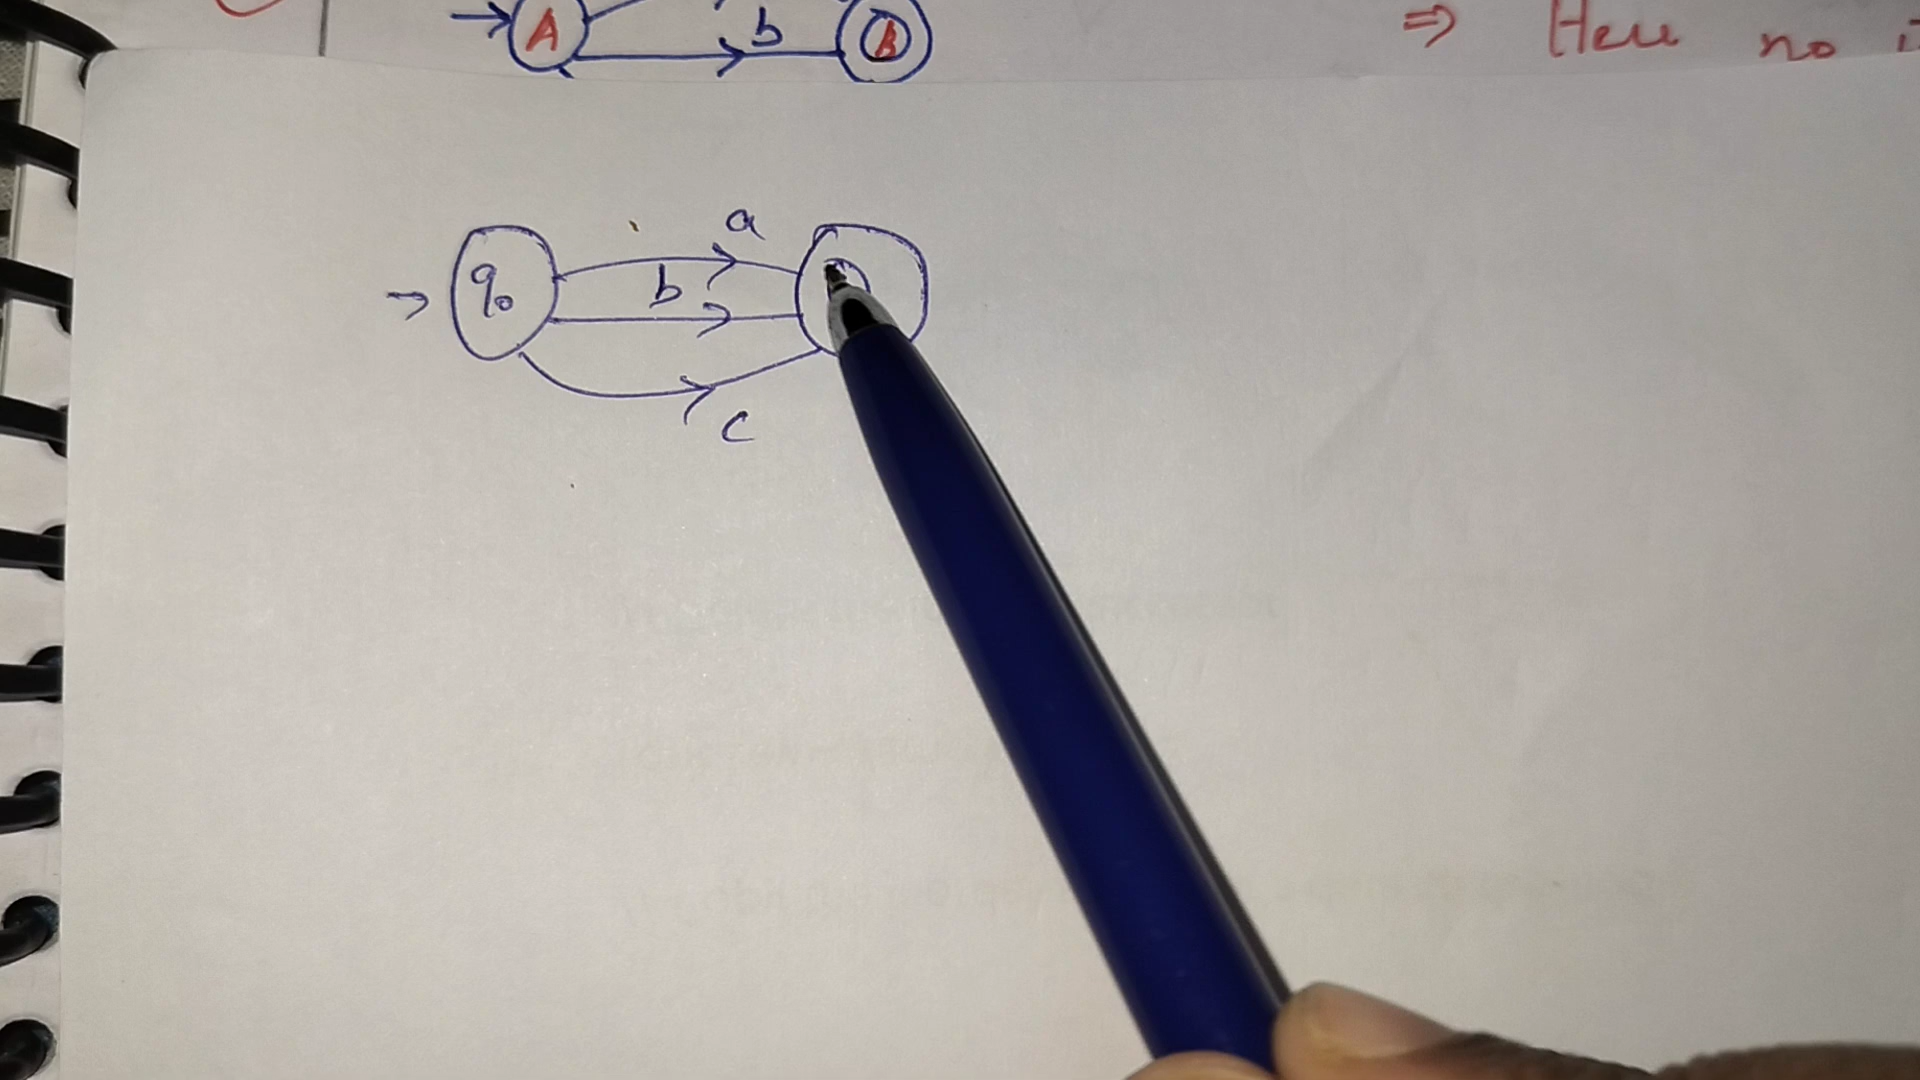 A b B
⇒ Here no
a
q₀ b
c